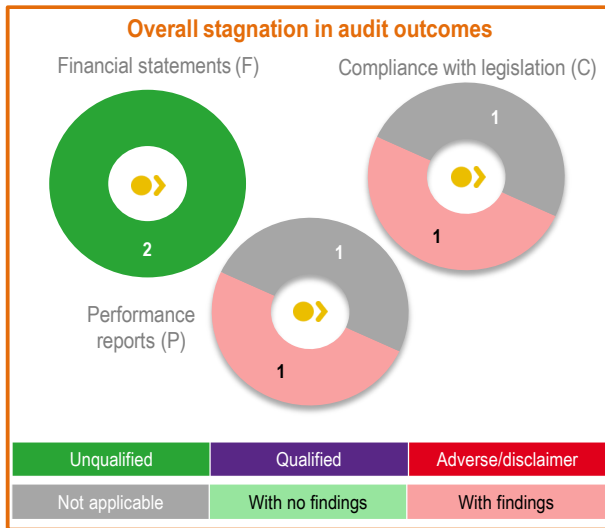 Overall stagnation in audit outcomes
Financial statements (F)
Compliance with legislation (C)
2
1
1
Performance
reports (P)
1
1
Unqualified
Qualified
Adverse/disclaimer
Not applicable
With no findings
With findings